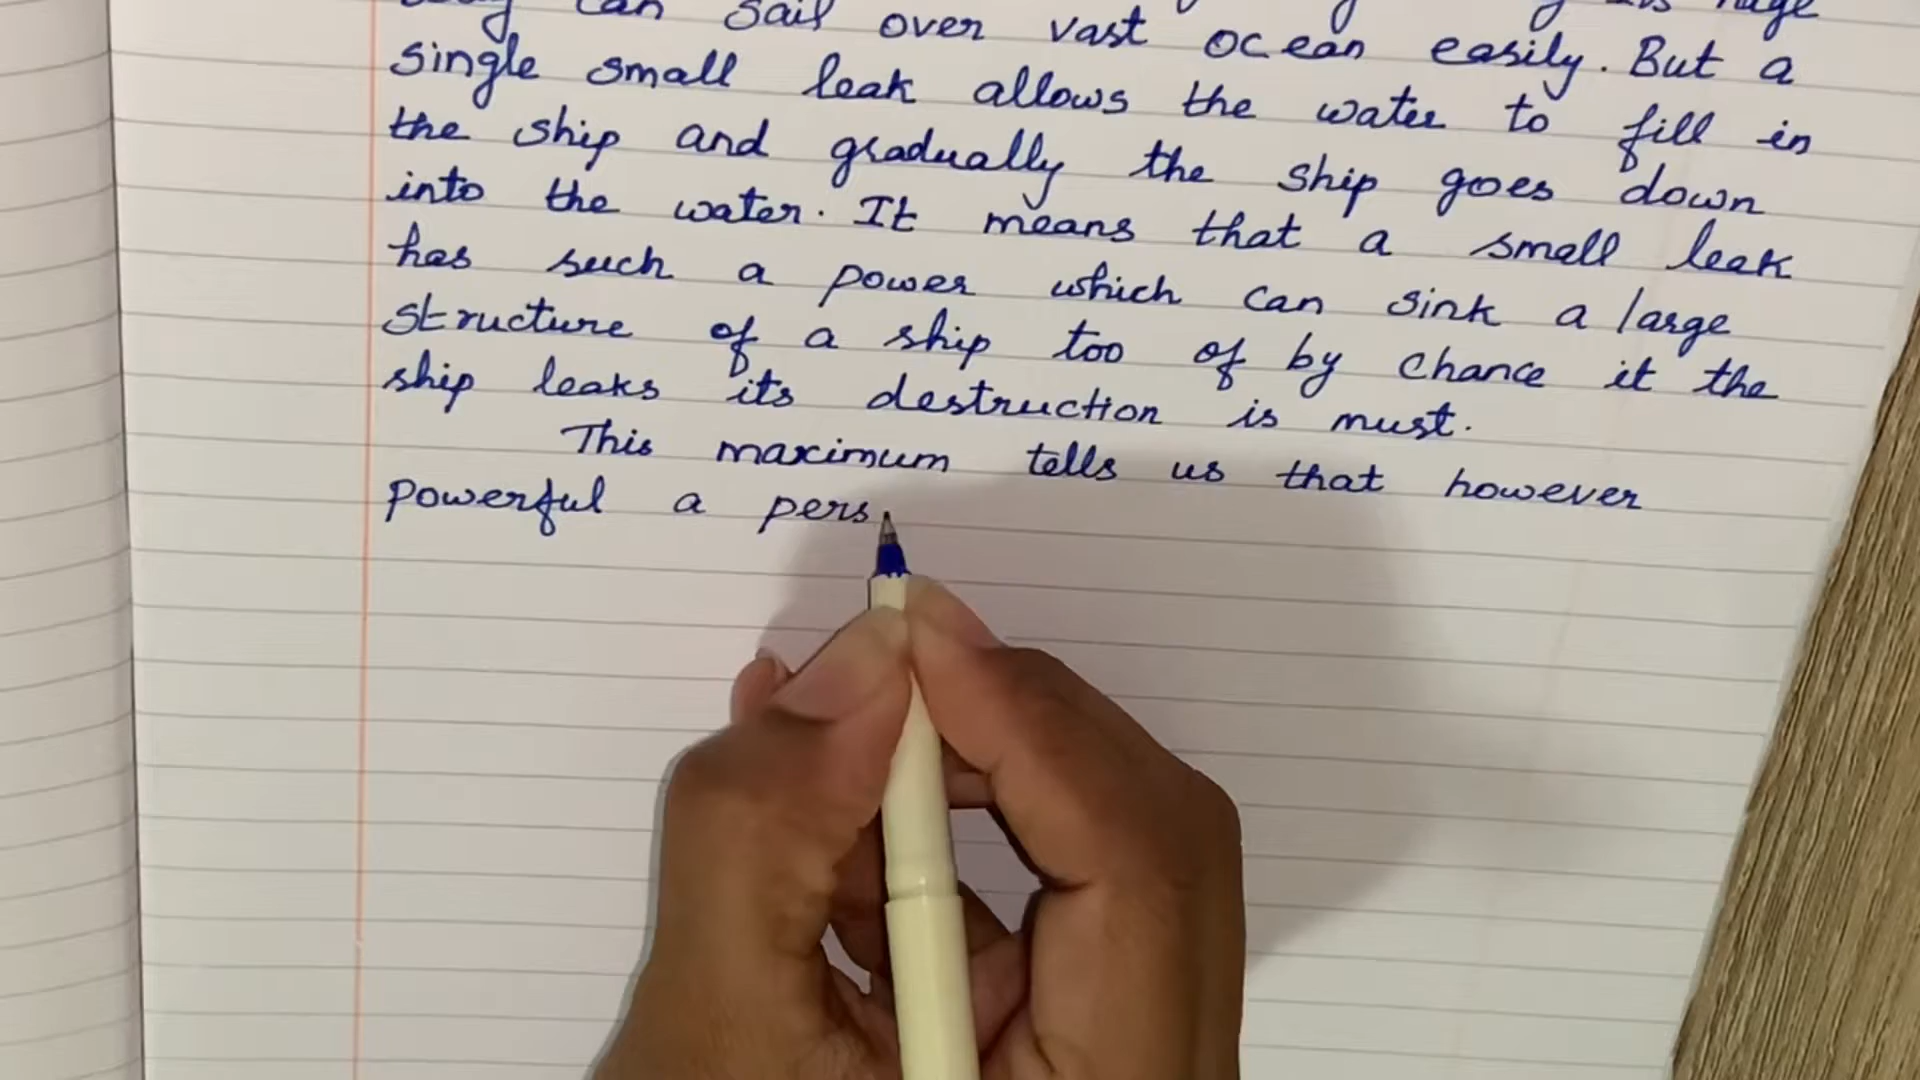 can sail over vast ocean easily. But a
single small leak allows the water to fill in
the ship and gradually the ship goes down
into the water. It means that a small leak
has such a power which can sink a large
structure of a ship too of by chance it the
ship leaks its destruction is must.
This maximum tells us that however
powerful a pers